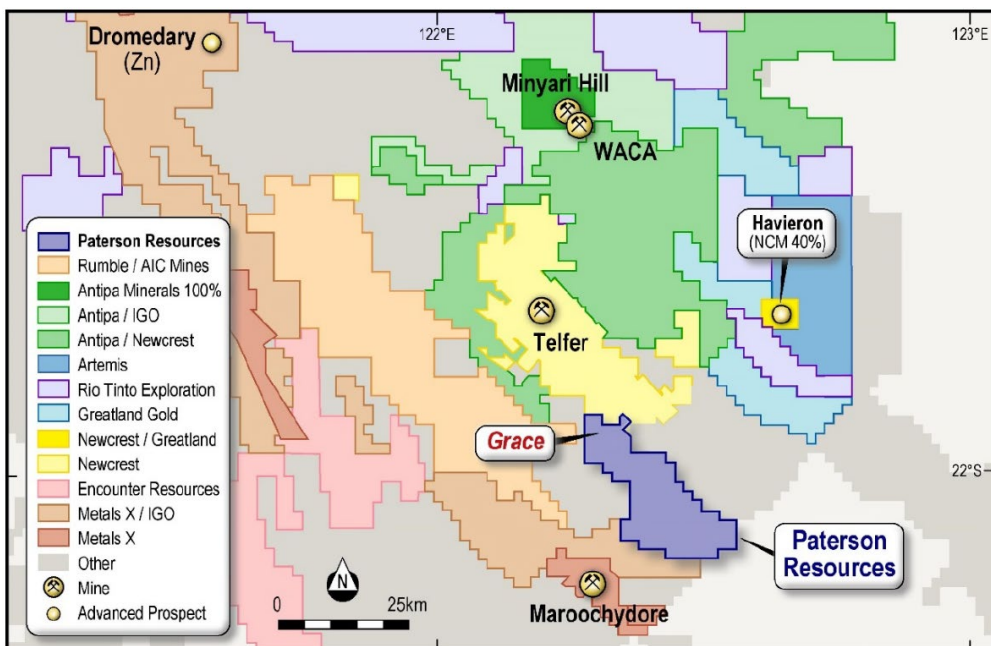 122°E
123°E
Dromedary
(Zn)
Minyari Hill
WACA
Havieron
(NCM 40%)
Telfer
Grace
22°S
Paterson
Resources
Maroochydore
Paterson Resources
Rumble / AIC Mines
Antipa Minerals 100%
Antipa / IGO
Antipa / Newcrest
Artemis
Rio Tinto Exploration
Greatland Gold
Newcrest / Greatland
Newcrest
Encounter Resources
Metals X / IGO
Metals X
Other
Mine
Advanced Prospect
N
0 25km